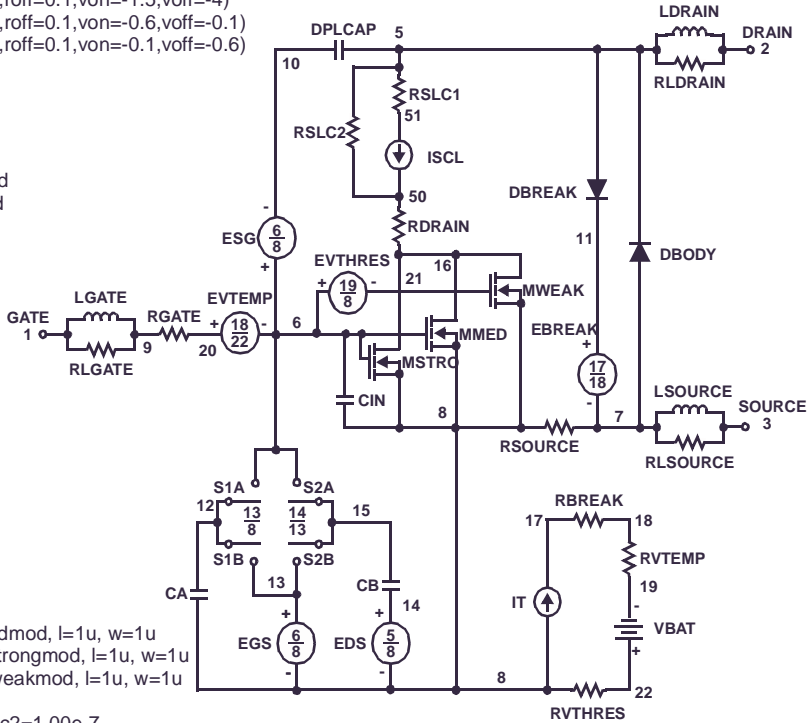 ,roff=0.1,von=-1.5,voff=-4)
,roff=0.1,von=-0.6,voff=-0.1)
,roff=0.1,von=-0.1,voff=-0.6)
LDRAIN
DPLCAP
5
DRAIN
2
10
RLDRAIN
RSLC1
51
RSLC2
ISCL
d
d
50
DBREAK
-
RDRAIN
ESG
6
8
11
DBODY
+
EVTHRES
16
21
+
19
8
-
MWEAK
LGATE
EVTEMP
GATE
1
RGATE
+
18
22
-
6
MMED
EBREAK
+
9
20
MSTRO
17
18
RLGATE
CIN
-
LSOURCE
8
7
SOURCE
3
RSOURCE
RLSOURCE
S1A
S2A
12
13
8
14
13
15
RBREAK
17
18
S1B
S2B
RVTEMP
13
CB
19
CA
IT
-
+
+
14
VBAT
EGS
6
8
EDS
5
8
+
-
-
8
22
RVTHRES
dmod, l=1u, w=1u
trongmod, l=1u, w=1u
veakmod, l=1u, w=1u
c2=1.00e-7